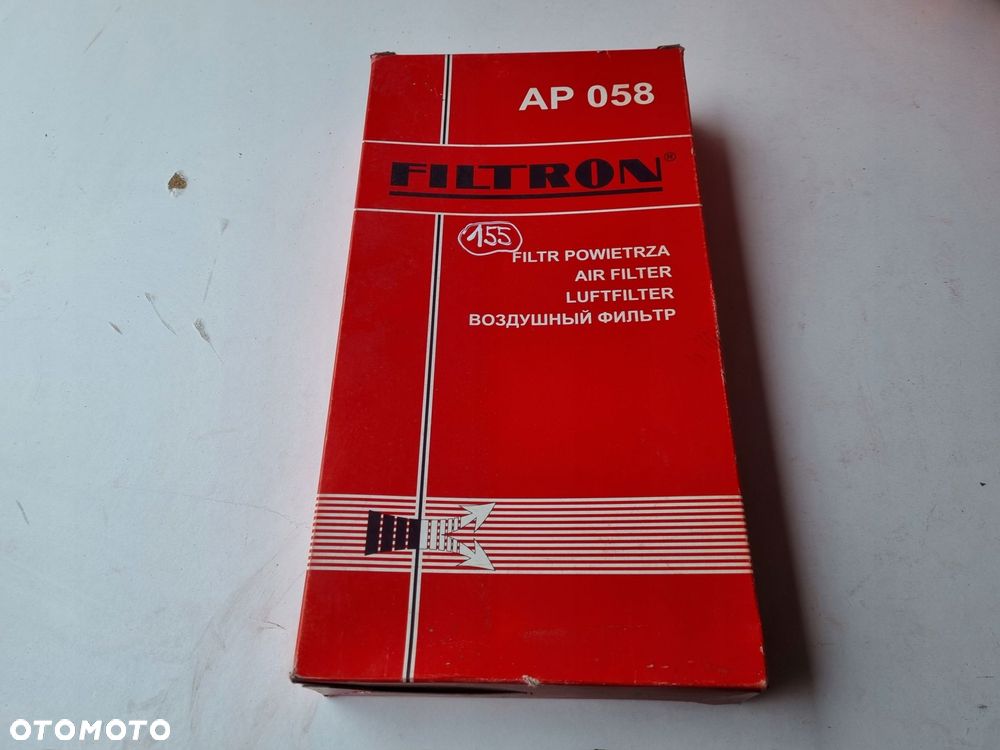 AP 058
FILTRON®
155
FILTR POWIETRZA
AIR FILTER
LUFTFILTER
ВОЗДУШНЫЙ ФИЛЬТР
OTOMOTO